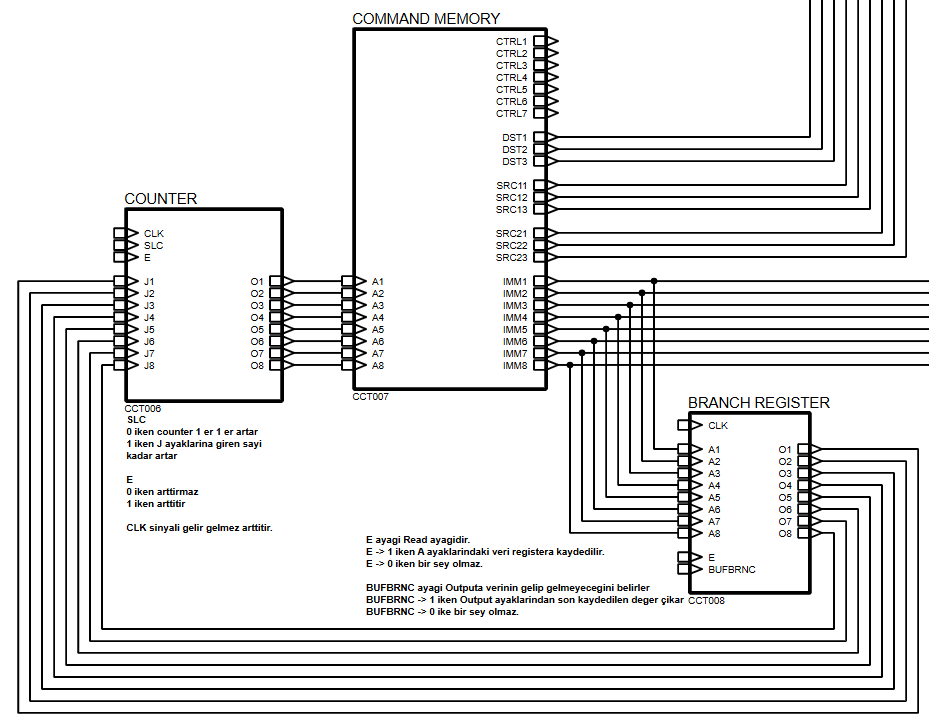 COMMAND MEMORY
CTRL1
CTRL2
CTRL3
CTRL4
CTRL5
CTRL6
CTRL7
DST1
DST2
DST3
SRC11
SRC12
SRC13
SRC21
SRC22
SRC23
A1 IMM1
A2 IMM2
A3 IMM3
A4 IMM4
A5 IMM5
A6 IMM6
A7 IMM7
A8 IMM8
CCT007
COUNTER
CLK
SLC
E
J1 O1
J2 O2
J3 O3
J4 O4
J5 O5
J6 O6
J7 O7
J8 O8
CCT006
SLC
0 iken counter 1 er 1 er artar
1 iken J ayaklarina giren sayi
kadar artar
E
0 iken arttirmaz
1 iken arttitir
CLK sinyali gelir gelmez arttitir.
BRANCH REGISTER
CLK
A1 O1
A2 O2
A3 O3
A4 O4
A5 O5
A6 O6
A7 O7
A8 O8
E
BUFBRNC
CCT008
E ayagi Read ayagidir.
E -> 1 iken A ayaklarindaki veri registera kaydedilir.
E -> 0 iken bir sey olmaz.
BUFBRNC ayagi Outputa verinin gelip gelmeyecegini belirler
BUFBRNC -> 1 iken Output ayaklarindan son kaydedilen deger çikar
BUFBRNC -> 0 ike bir sey olmaz.